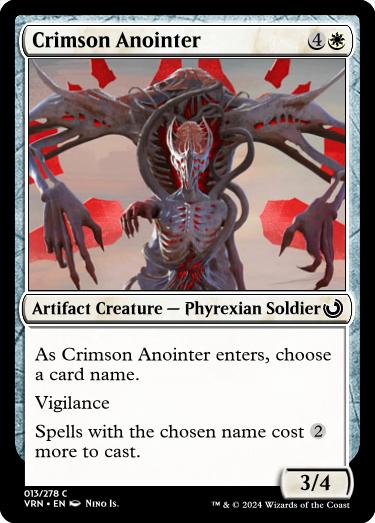 Crimson Anointer 4
Artifact Creature — Phyrexian Soldier
As Crimson Anointer enters, choose
a card name.
Vigilance
Spells with the chosen name cost 2
more to cast.
3/4
013/278 C
VRN • EN Nino Is.
™ & © 2024 Wizards of the Coast